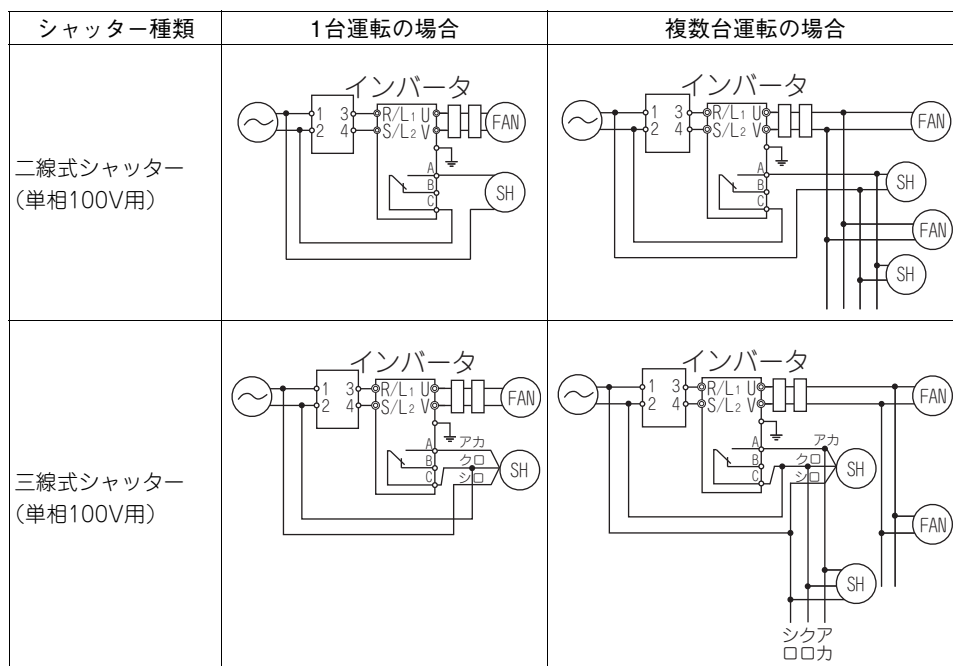 シャッター種類
1台運転の場合
複数台運転の場合
二線式シャッター
(単相100V用)
インバータ
1 3 R/L1 U FAN
2 4 S/L2 V
A
B
C
SH
インバータ
1 3 R/L1 U FAN
2 4 S/L2 V
A
B
C
SH
FAN
SH
三線式シャッター
(単相100V用)
インバータ
1 3 R/L1 U FAN
2 4 S/L2 V
A アカ
B クロ
C シロ
SH
インバータ
1 3 R/L1 U FAN
2 4 S/L2 V
A アカ
B クロ
C シロ
SH
FAN
SH
シロ
クロ
アカ